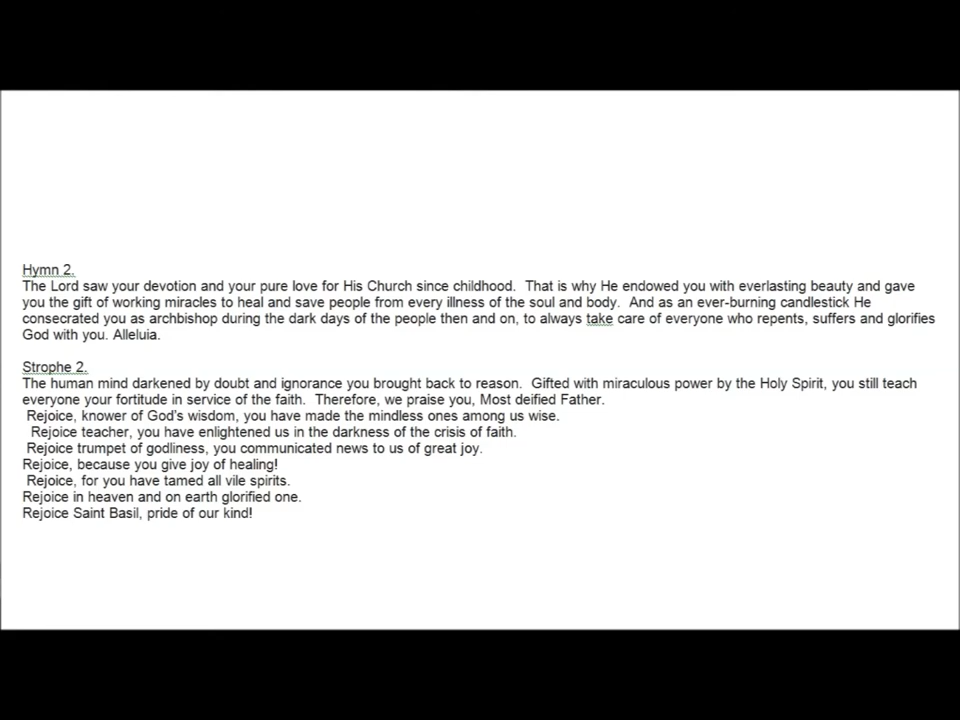 Hymn 2.
The Lord saw your devotion and your pure love for His Church since childhood.  That is why He endowed you with everlasting beauty and gave
you the gift of working miracles to heal and save people from every illness of the soul and body.  And as an ever-burning candlestick He
consecrated you as archbishop during the dark days of the people then and on, to always take care of everyone who repents, suffers and glorifies
God with you. Alleluia.
Strophe 2.
The human mind darkened by doubt and ignorance you brought back to reason.  Gifted with miraculous power by the Holy Spirit, you still teach
everyone your fortitude in service of the faith.  Therefore, we praise you, Most deified Father.
Rejoice, knower of God's wisdom, you have made the mindless ones among us wise.
Rejoice teacher, you have enlightened us in the darkness of the crisis of faith.
Rejoice trumpet of godliness, you communicated news to us of great joy.
Rejoice, because you give joy of healing!
Rejoice, for you have tamed all vile spirits.
Rejoice in heaven and on earth glorified one.
Rejoice Saint Basil, pride of our kind!